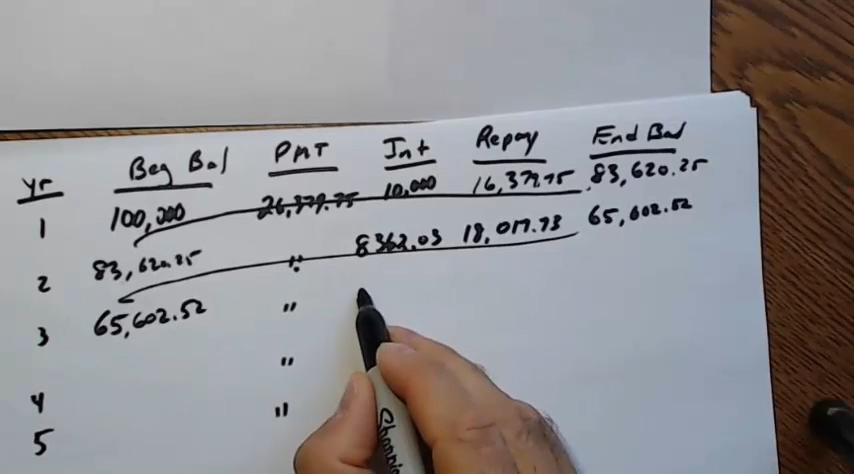 yr Beg Bal PMT Int Repay End Bal
1 100,000 26,379.75 10,000 16,379.75 83,620.25
2 83,620.25 " 8362.03 18,017.73 65,602.52
3 65,602.52 "
4 "
5 "
Sharpie